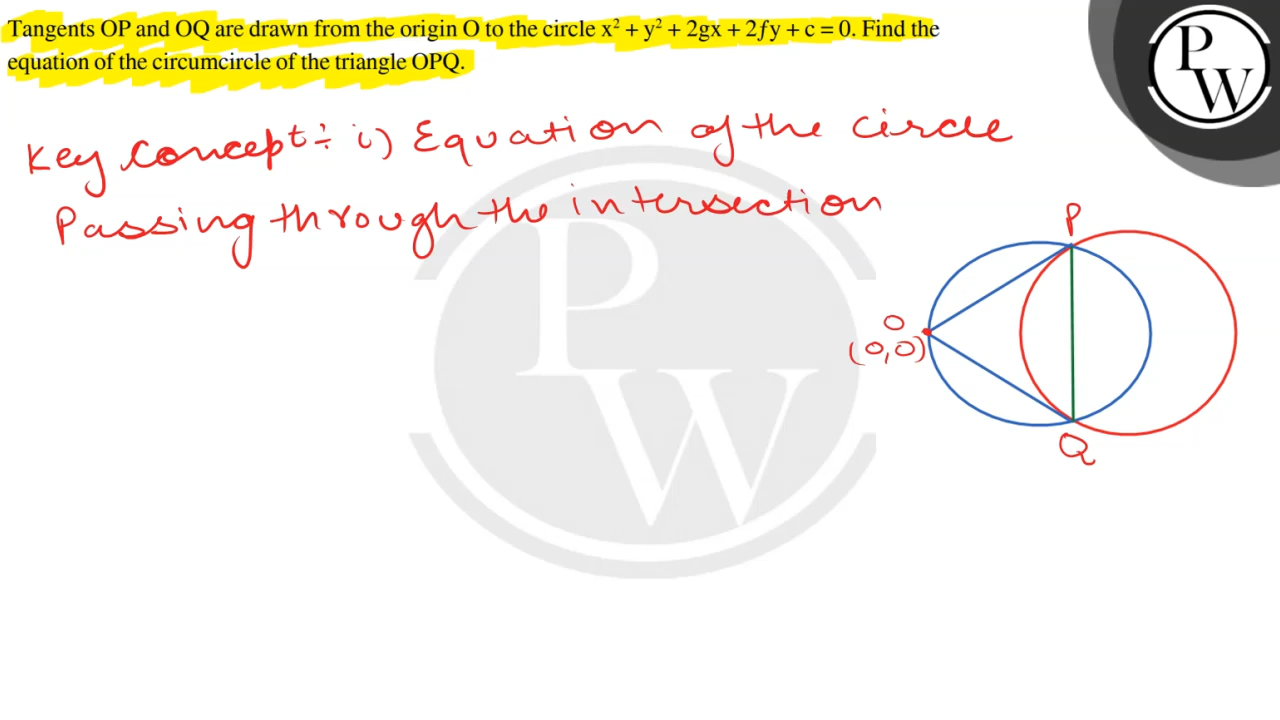 Tangents OP and OQ are drawn from the origin O to the circle x² + y² + 2gx + 2fy + c = 0. Find the
equation of the circumcircle of the triangle OPQ.
P
W
Key concept÷ i) Equation of the circle
Passing through the intersection
P
O
(0,0)
Q
P
W